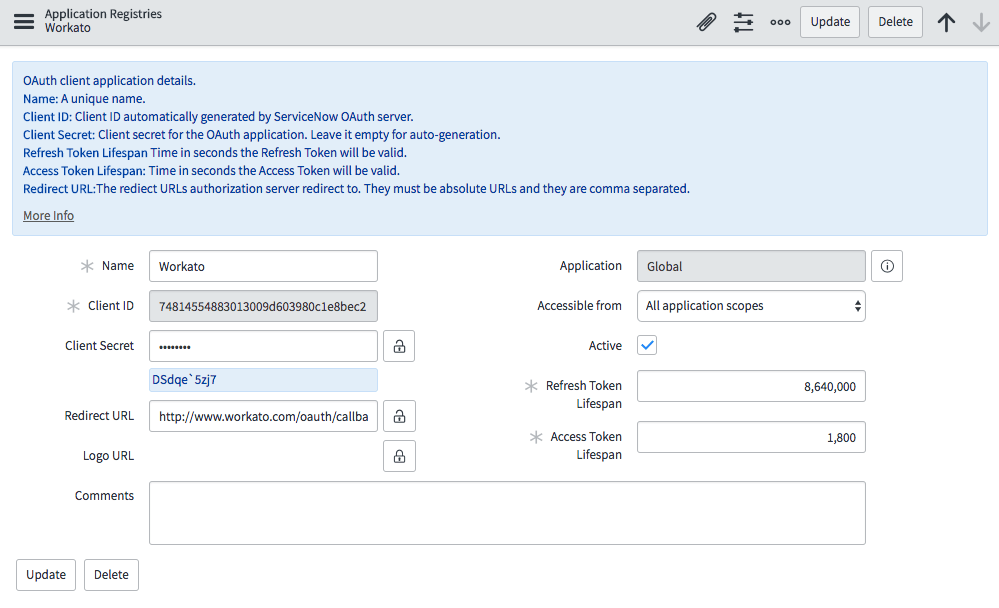 Application Registries
Workato
Update
Delete
OAuth client application details.
Name: A unique name.
Client ID: Client ID automatically generated by ServiceNow OAuth server.
Client Secret: Client secret for the OAuth application. Leave it empty for auto-generation.
Refresh Token Lifespan Time in seconds the Refresh Token will be valid.
Access Token Lifespan: Time in seconds the Access Token will be valid.
Redirect URL:The rediect URLs authorization server redirect to. They must be absolute URLs and they are comma separated.
More Info
Name
Workato
Application
Global
Client ID
74814554883013009d603980c1e8bec2
Accessible from
All application scopes
Client Secret
••••••••
Active
DSdqe`5zj7
Refresh Token
Lifespan
8,640,000
Redirect URL
http://www.workato.com/oauth/callba
Access Token
Lifespan
1,800
Logo URL
Comments
Update
Delete